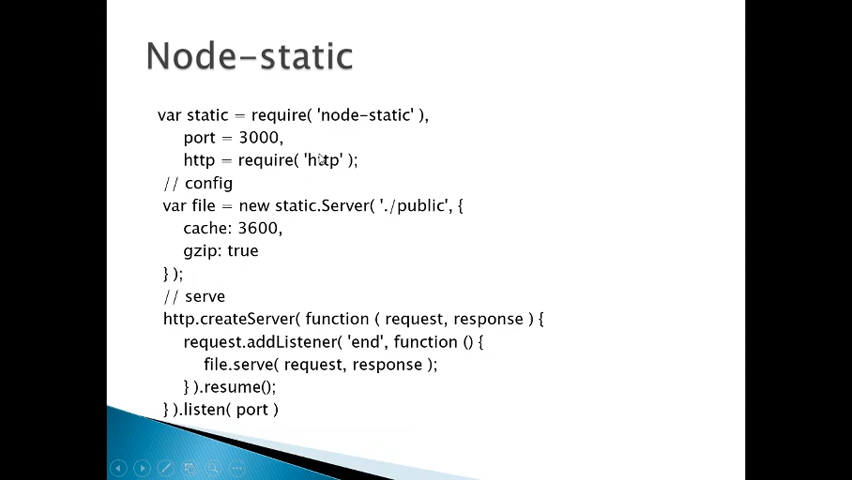 Node-static
var static = require( 'node-static' ),
port = 3000,
http = require( 'http' );
// config
var file = new static.Server( './public', {
cache: 3600,
gzip: true
} );
// serve
http.createServer( function ( request, response ) {
request.addListener( 'end', function () {
file.serve( request, response );
} ).resume();
} ).listen( port )